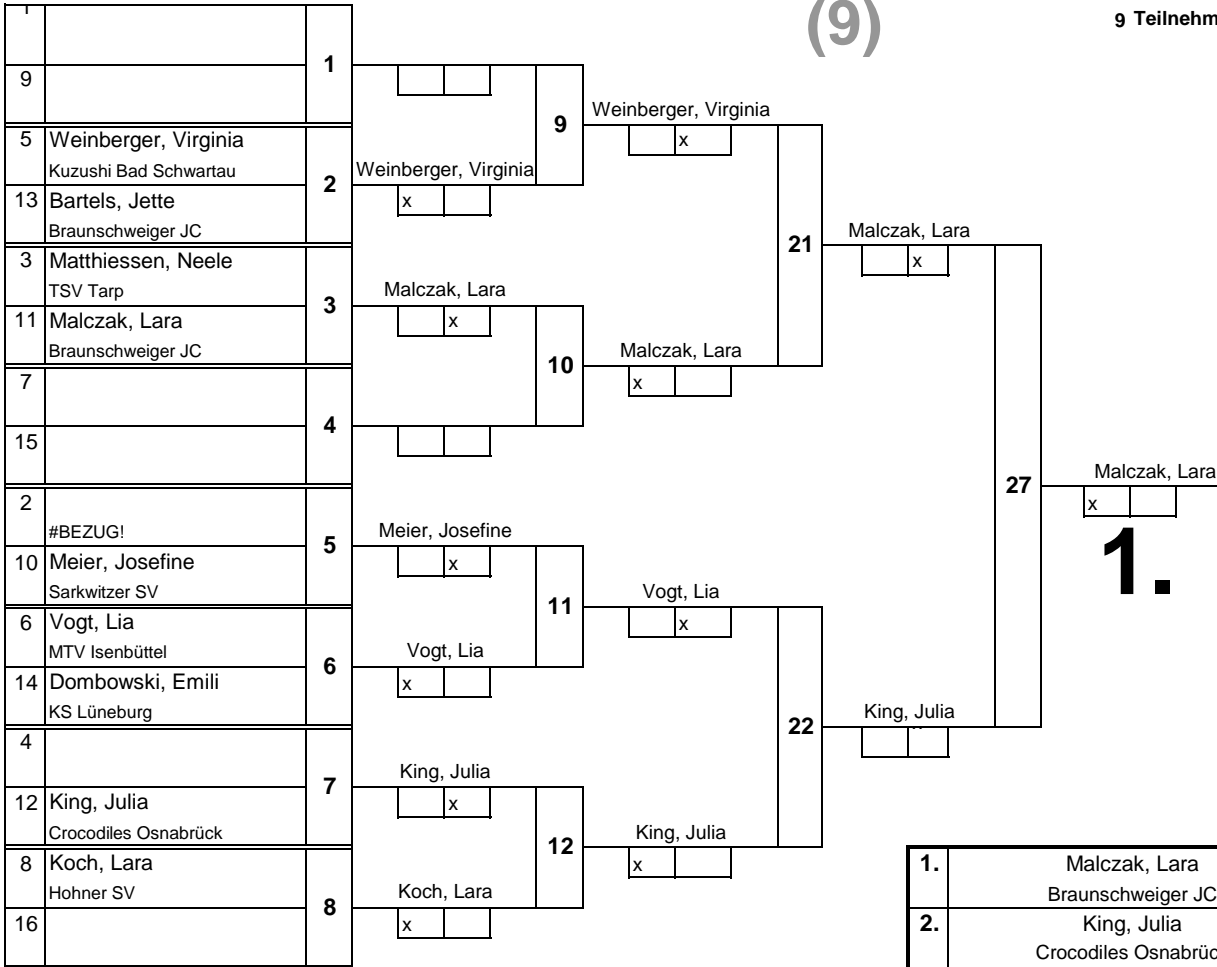 (9)
9 Teilnehm
1
9
1
5 Weinberger, Virginia
Kuzushi Bad Schwartau
13 Bartels, Jette
Braunschweiger JC
2
3 Matthiessen, Neele
TSV Tarp
11 Malczak, Lara
Braunschweiger JC
3
7
15
4
2
#BEZUG!
10 Meier, Josefine
Sarkwitzer SV
5
6 Vogt, Lia
MTV Isenbüttel
14 Dombowski, Emili
KS Lüneburg
6
4
12 King, Julia
Crocodiles Osnabrück
7
8 Koch, Lara
Hohner SV
16
8
Weinberger, Virginia
x
9
Malczak, Lara
x
10
Meier, Josefine
x
Vogt, Lia
x
11
King, Julia
x
Koch, Lara
x
12
Weinberger, Virginia
x
Malczak, Lara
x
21
Vogt, Lia
x
King, Julia
x
22
Malczak, Lara
x
King, Julia
27
Malczak, Lara
x
1.
1. Malczak, Lara
Braunschweiger JC
2. King, Julia
Crocodiles Osnabrüc